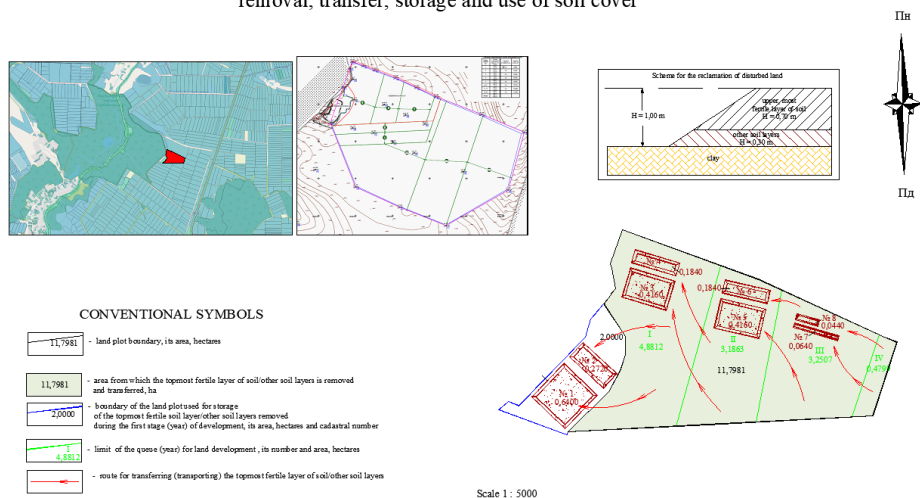 removal, transfer, storage and use of soil cover
Пн
Scheme for the reclamation of disturbed land
H = 1,00 m
upper, most
fertile layer of soil
H = 0,70 m
other soil layers
H = 0,30 m
clay
Пд
CONVENTIONAL SYMBOLS
11,7981 - land plot boundary, its area, hectares
11,7981 - area from which the topmost fertile layer of soil/other soil layers is removed
and transferred, ha
2,0000 - boundary of the land plot used for storage
of the topmost fertile soil layer/other soil layers removed
during the first stage (year) of development, its area, hectares and cadastral number
I
4,8812 - limit of the queue (year) for land development , its number and area, hectares
- route for transferring (transporting) the topmost fertile layer of soil/other soil layers
№ 4
0,1840
№ 3
0,4160
0,1840
№ 6
№ 5
0,4160
№ 8
0,0440
№ 7
0,0640
2,0000
I
4,8812
II
3,1863
III
3,2507
IV
11,7981
№ 2
№ 1
0,6400
Scale 1 : 5000